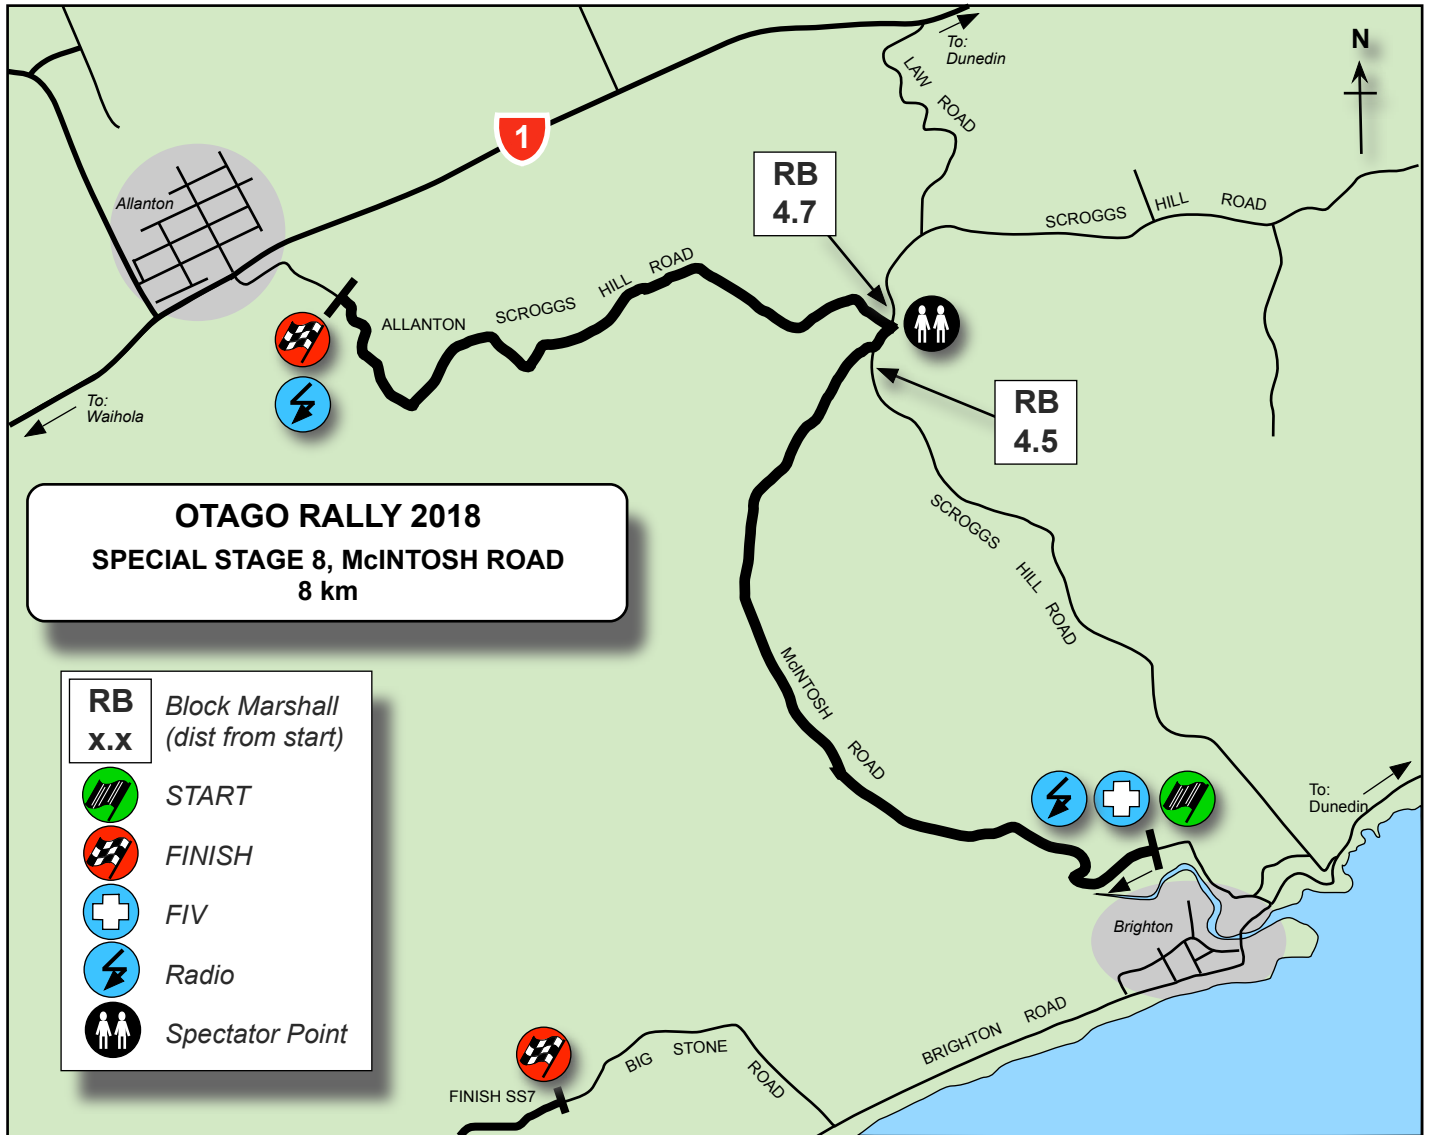 To:
Dunedin
N
LAW ROAD
1
RB
4.7
Allanton
SCROGGS HILL ROAD
ALLANTON SCROGGS HILL ROAD
To:
Waihola
RB
4.5
OTAGO RALLY 2018
SPECIAL STAGE 8, McINTOSH ROAD
8 km
SCROGGS HILL ROAD
McINTOSH ROAD
RB
x.x
Block Marshall
(dist from start)
START
FINISH
FIV
Radio
Spectator Point
To:
Dunedin
Brighton
BRIGHTON ROAD
BIG STONE ROAD
FINISH SS7